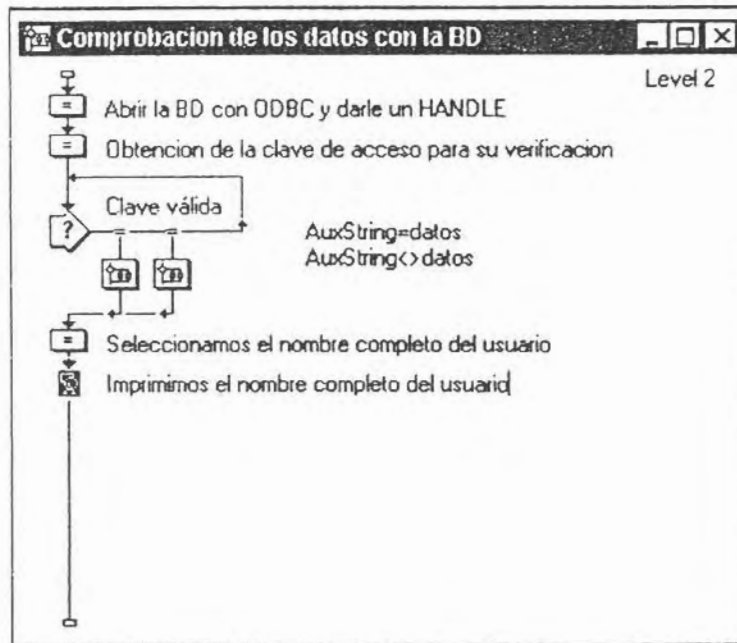 Comprobacion de los datos con la BD
Level 2
= Abrir la BD con ODBC y darle un HANDLE
= Obtencion de la clave de acceso para su verificacion
Clave válida
?
= =
AuxString=datos
AuxString<>datos
= Seleccionamos el nombre completo del usuario
Imprimimos el nombre completo del usuario